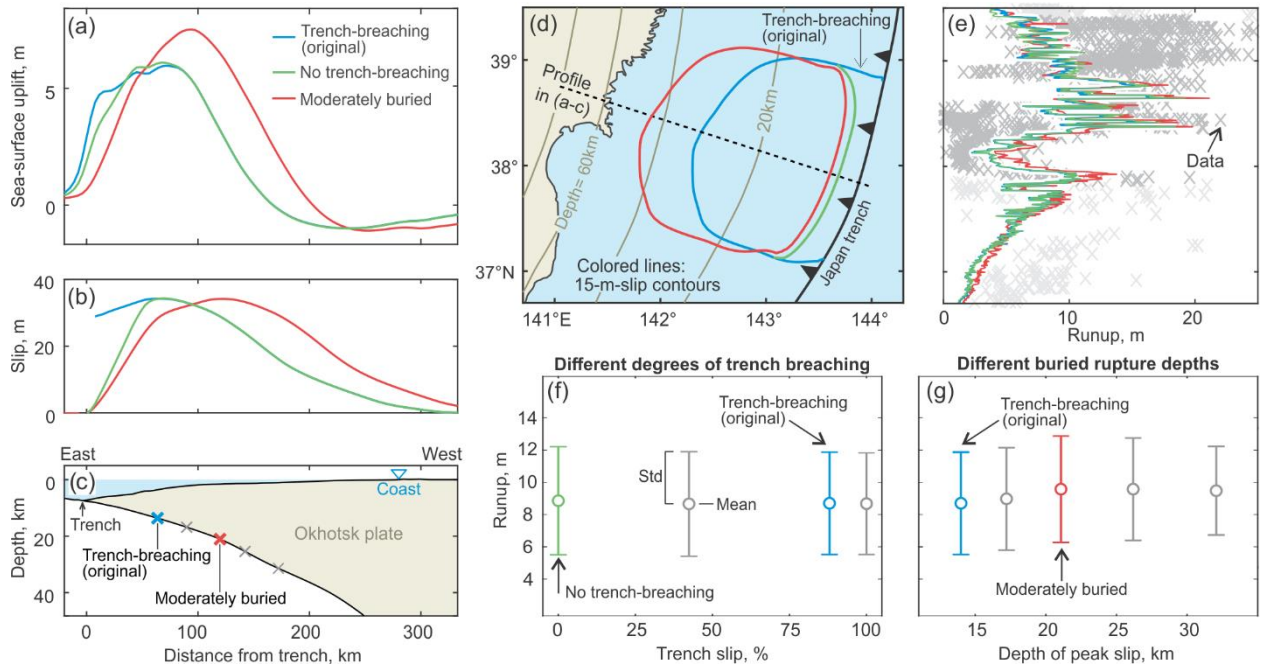 (a)
Sea-surface uplift, m
5
0
Trench-breaching
(original)
No trench-breaching
Moderately buried
(b)
Slip, m
40
20
0
East
West
(c)
Depth, km
0
20
40
Trench
Coast
Okhotsk plate
Trench-breaching
(original)
Moderately buried
0
100
200
300
Distance from trench, km
(d)
Trench-breaching
(original)
39°
38°
37°N
Profile
in (a-c)
Depth= 60km
20km
Japan trench
Colored lines:
15-m-slip contours
141°E
142°
143°
144°
(e)
Data
0
10
20
Runup, m
Different degrees of trench breaching
(f)
Runup, m
14
12
10
8
6
4
Trench-breaching
(original)
Std
Mean
No trench-breaching
0
25
50
75
100
Trench slip, %
Different buried rupture depths
(g)
Trench-breaching
(original)
Moderately buried
15
20
25
30
Depth of peak slip, km